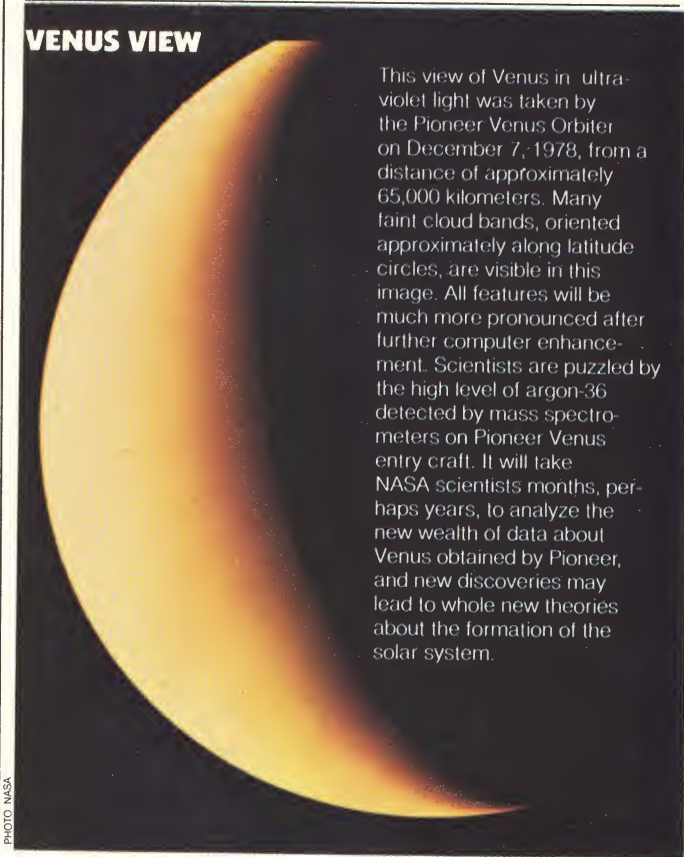 VENUS VIEW
This view of Venus in ultra-
violet light was taken by
the Pioneer Venus Orbiter
on December 7, 1978, from a
distance of approximately
65,000 kilometers. Many
faint cloud bands, oriented
approximately along latitude
circles, are visible in this
image. All features will be
much more pronounced after
further computer enhance-
ment. Scientists are puzzled by
the high level of argon-36
detected by mass spectro-
meters on Pioneer Venus
entry craft. It will take
NASA scientists months, per-
haps years, to analyze the
new wealth of data about
Venus obtained by Pioneer,
and new discoveries may
lead to whole new theories
about the formation of the
solar system.
PHOTO NASA